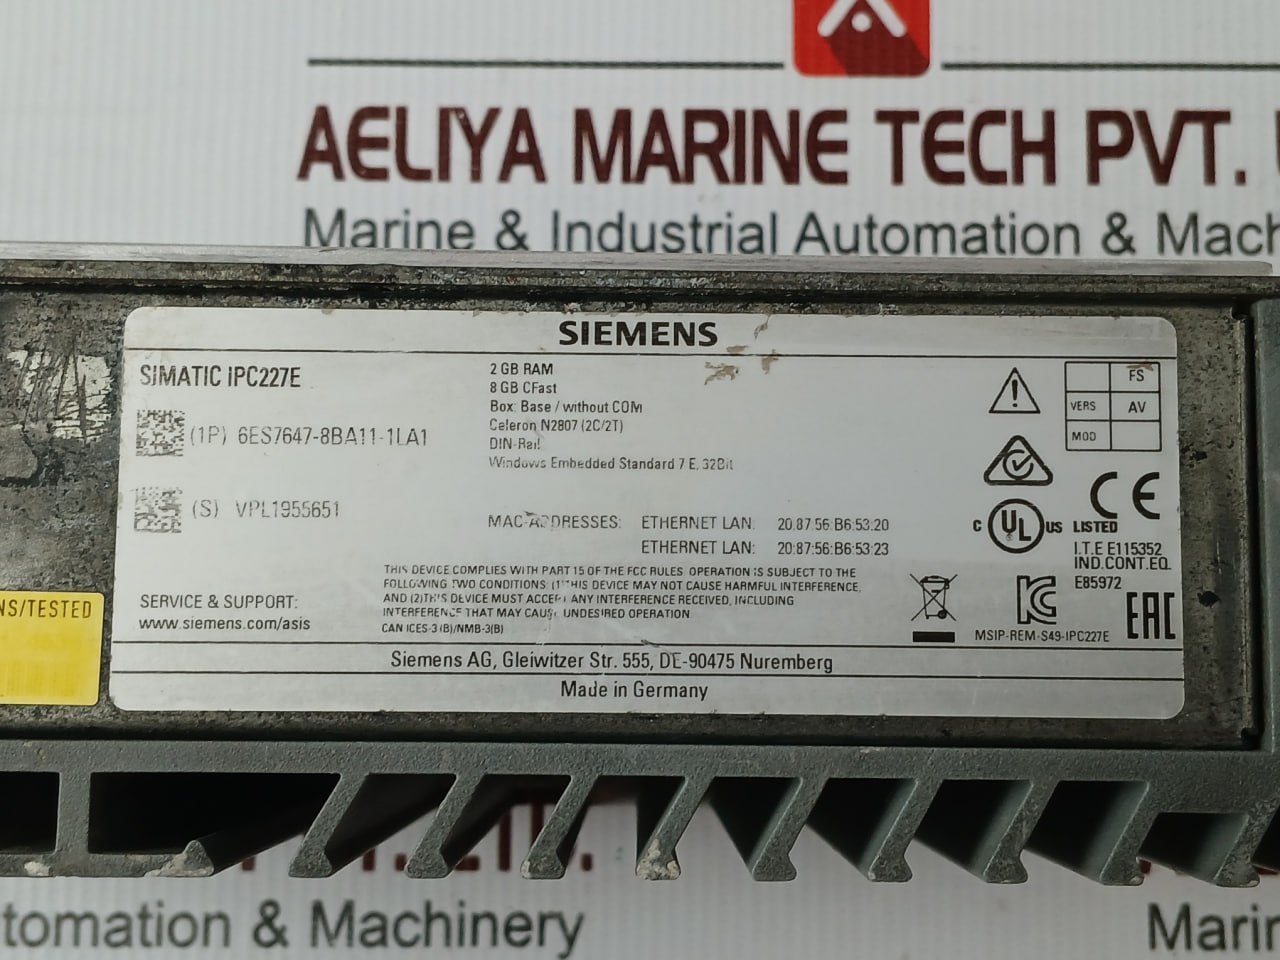 AELIYA MARINE TECH PVT.
Marine & Industrial Automation & Mach
SIEMENS
SIMATIC IPC227E
(1P) 6ES7647-8BA11-1LA1
(S) VPL1955651
2 GB RAM
8 GB CFast
Box: Base / without COM
Celeron N2807 (2C/2T)
DIN-Rail
Windows Embedded Standard 7 E, 32Bit
MAC-ADDRESSES: ETHERNET LAN: 20:87:56:B6:53:20
ETHERNET LAN: 20:87:56:B6:53:23
THIS DEVICE COMPLIES WITH PART 15 OF THE FCC RULES. OPERATION IS SUBJECT TO THE
FOLLOWING TWO CONDITIONS: (1)THIS DEVICE MAY NOT CAUSE HARMFUL INTERFERENCE,
AND (2)THIS DEVICE MUST ACCEPT ANY INTERFERENCE RECEIVED, INCLUDING
INTERFERENCE THAT MAY CAUSE UNDESIRED OPERATION.
CAN ICES-3 (B)/NMB-3(B)
SERVICE & SUPPORT:
www.siemens.com/asis
FS
VERS AV
MOD
CE
C UL US LISTED
I.T.E E115352
IND.CONT.EQ.
E85972
KC
EAC
MSIP-REM-S49-IPC227E
Siemens AG, Gleiwitzer Str. 555, DE-90475 Nuremberg
Made in Germany
NS/TESTED
tomation & Machinery
Marin